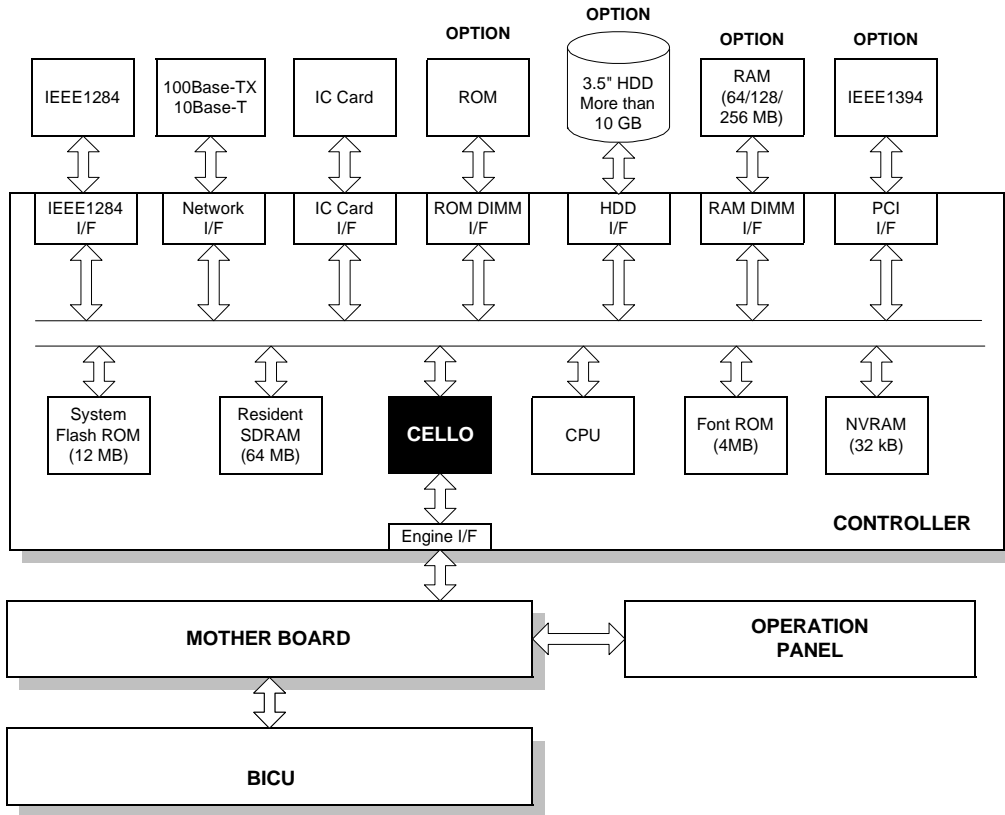 OPTION
OPTION
OPTION
OPTION
IEEE1284
100Base-TX
10Base-T
IC Card
ROM
3.5" HDD
More than
10 GB
RAM
(64/128/
256 MB)
IEEE1394
IEEE1284
I/F
Network
I/F
IC Card
I/F
ROM DIMM
I/F
HDD
I/F
RAM DIMM
I/F
PCI
I/F
System
Flash ROM
(12 MB)
Resident
SDRAM
(64 MB)
CELLO
CPU
Font ROM
(4MB)
NVRAM
(32 kB)
CONTROLLER
Engine I/F
MOTHER BOARD
OPERATION
PANEL
BICU